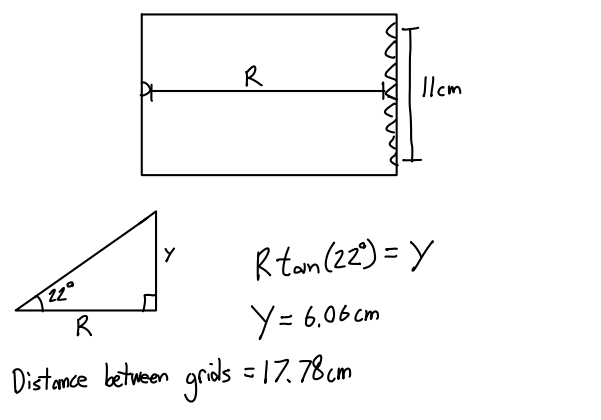 R
11cm
Y
22°
R
Rtan(22°) = Y
Y = 6.06cm
Distance between grids = 17.78cm